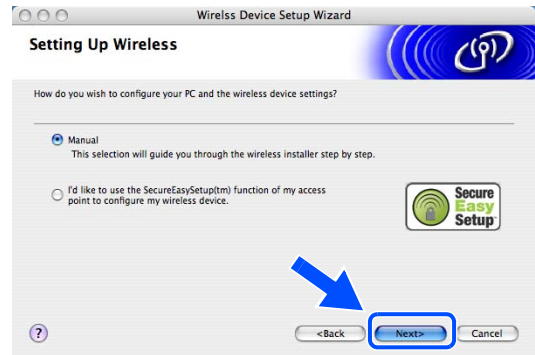 Wirelss Device Setup Wizard
Setting Up Wireless
How do you wish to configure your PC and the wireless device settings?
Manual
This selection will guide you through the wireless installer step by step.
I'd like to use the SecureEasySetup(tm) function of my access
point to configure my wireless device.
Secure
Easy
Setup
?
<Back
Next>
Cancel